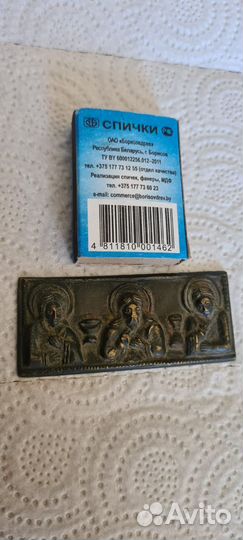 СПИЧКИ
ОАО «Борисовдрев»
Республика Беларусь, г. Борисов
ТУ BY 600012256.012-2011
тел. +375 177 73 12 55 (отдел качества)
Реализация спичек, фанеры, МДФ
тел. +375 177 73 66 23
e-mail: commerce@borisovdrev.by
4 811810 001462
Avito